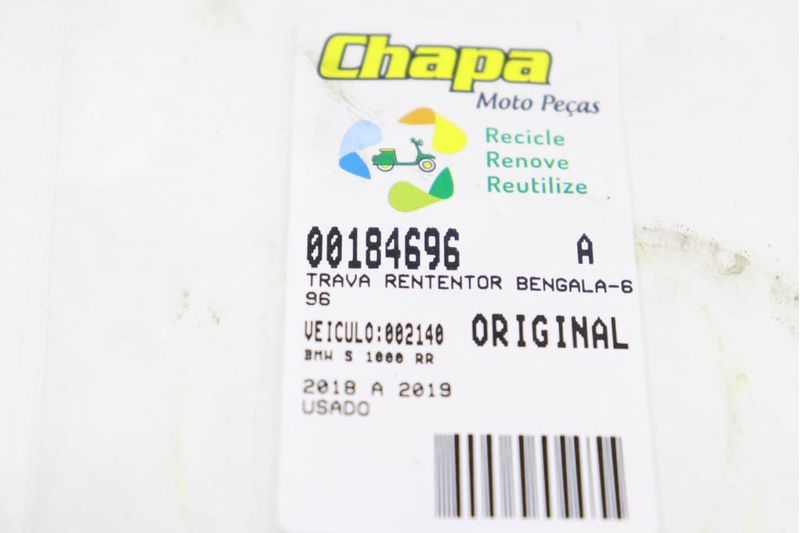 Chapa
Moto Peças
Recicle
Renove
Reutilize
00184696 A
TRAVA RENTENTOR BENGALA-6
96
VEICULO:002140 ORIGINAL
BMW S 1000 RR
2018 A 2019
USADO